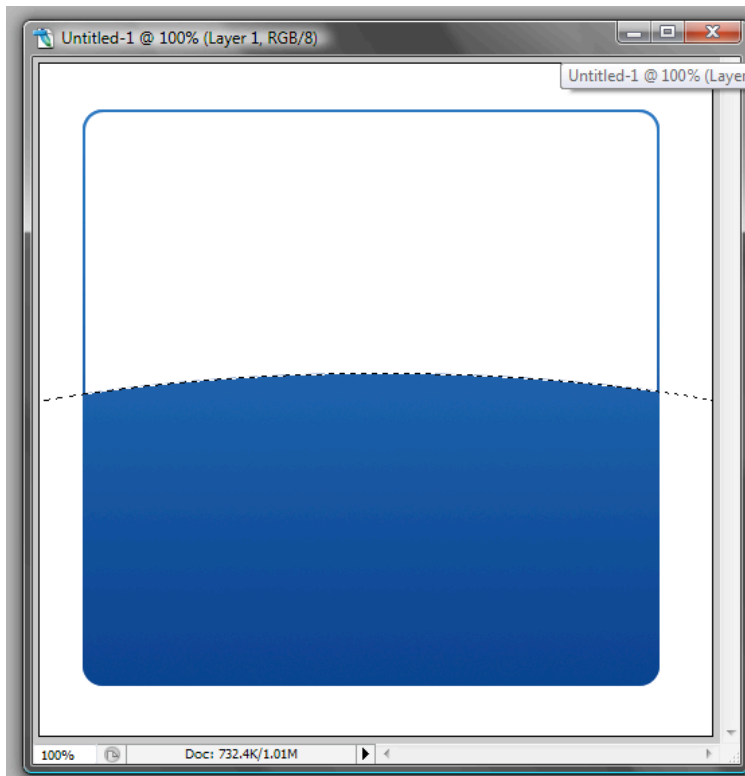 Untitled-1 @ 100% (Layer 1, RGB/8)
Untitled-1 @ 100% (Layer
100%
Doc: 732.4K/1.01M